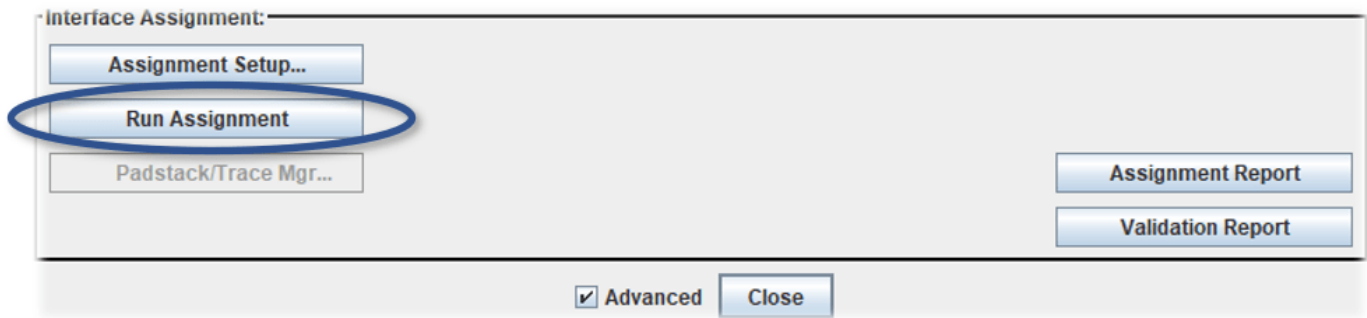 Interface Assignment:
Assignment Setup...
Run Assignment
Padstack/Trace Mgr...
Assignment Report
Validation Report
Advanced
Close